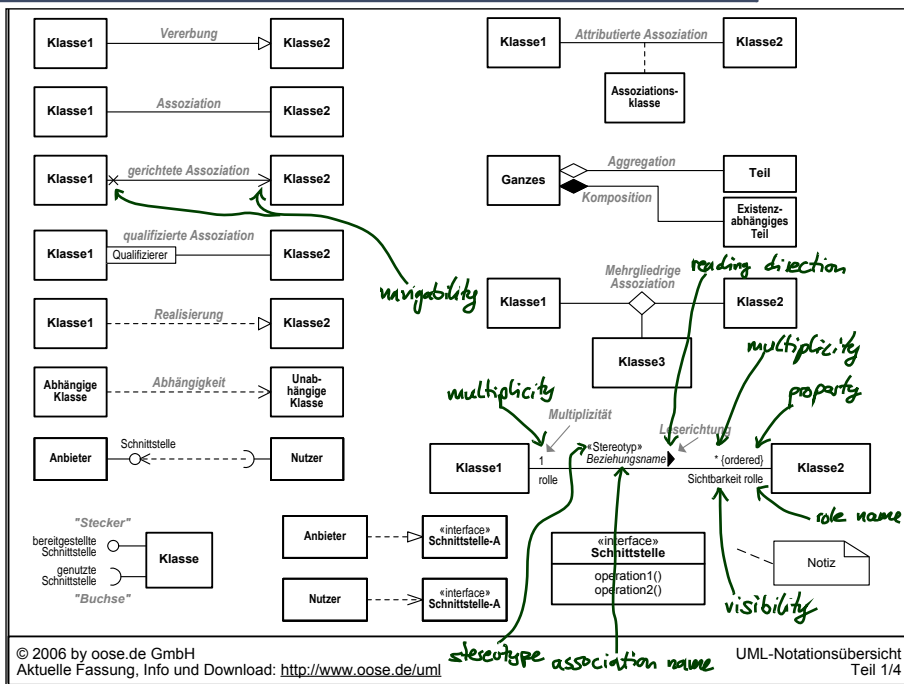 Klasse1
Vererbung
Klasse2
Klasse1
Assoziation
Klasse2
Klasse1
gerichtete Assoziation
Klasse2
navigability
Klasse1
Qualifizierer
qualifizierte Assoziation
Klasse2
Klasse1
Realisierung
Klasse2
Abhängige
Klasse
Abhängigkeit
Unab-
hängige
Klasse
Anbieter
Schnittstelle
Nutzer
"Stecker"
bereitgestellte
Schnittstelle
genutzte
Schnittstelle
"Buchse"
Klasse
Anbieter
«interface»
Schnittstelle-A
Nutzer
«interface»
Schnittstelle-A
Klasse1
Attributierte Assoziation
Klasse2
Assoziations-
klasse
Ganzes
Aggregation
Teil
Komposition
Existenz-
abhängiges
Teil
Klasse1
Mehrgliedrige
Assoziation
Klasse2
Klasse3
reading direction
multiplicity
property
multiplicity
Multiplizität
Leserichtung
Klasse1
1
rolle
«Stereotyp»
Beziehungsname
* {ordered}
Sichtbarkeit rolle
Klasse2
role name
visibility
stereotype
association name
«interface»
Schnittstelle
operation1()
operation2()
Notiz
© 2006 by oose.de GmbH
Aktuelle Fassung, Info und Download: http://www.oose.de/uml
UML-Notationsübersicht
Teil 1/4